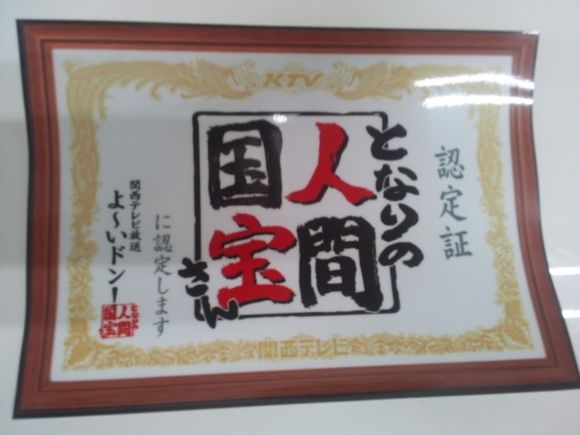 KTV
認定証
となりの
人間
国宝
さん
に認定します
関西テレビ放送
よ〜いドン！
となりの
人間
国宝
関西テレビ